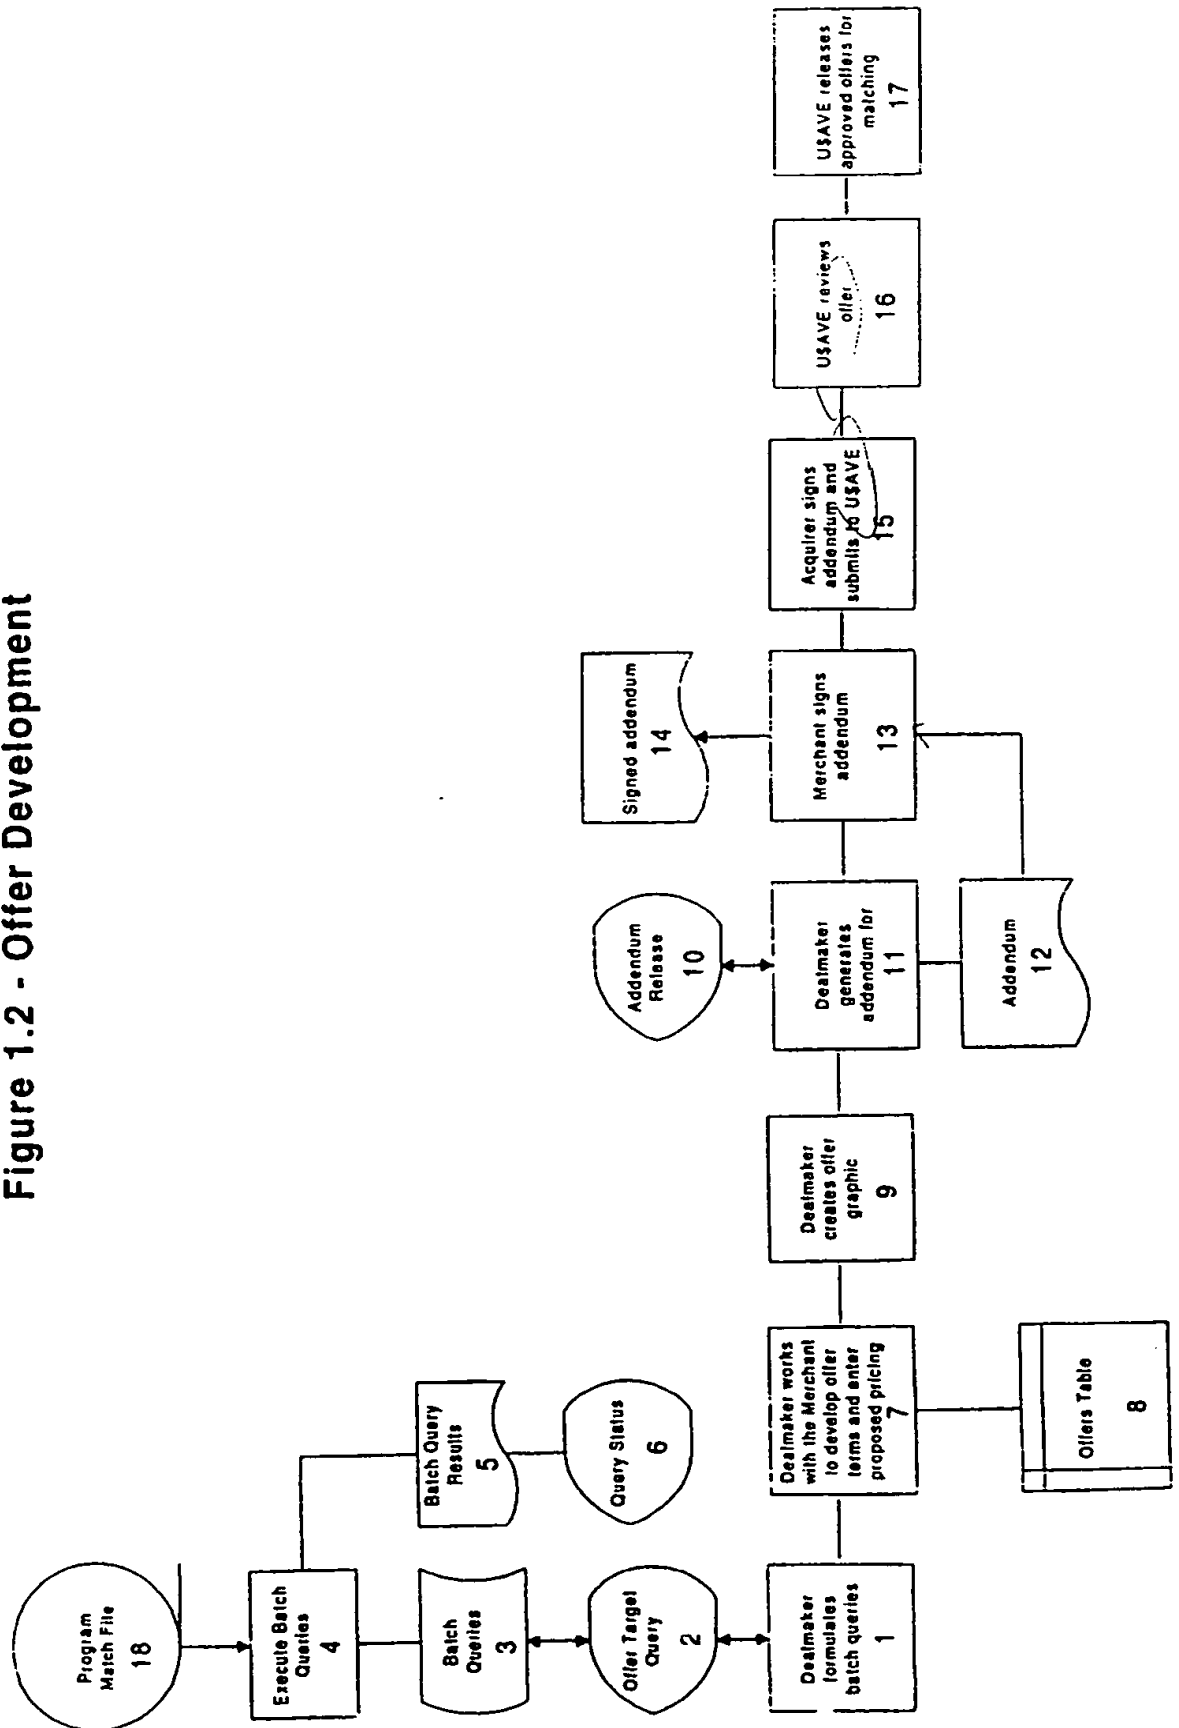 Figure 1.2 - Offer Development
Program
Match File
18
Execute Batch
Queries
4
Batch Query
Results
5
Query Status
6
Batch
Queries
3
Offer Target
Query
2
Dealmaker
formulates
batch queries
1
Dealmaker works
with the Merchant
to develop offer
terms and enter
proposed pricing
7
Offers Table
8
Dealmaker
creates offer
graphic
9
Addendum
Release
10
Dealmaker
generates
addendum for
11
Addendum
12
Merchant signs
addendum
13
Signed addendum
14
Acquirer signs
addendum and
submits to U$AVE
15
U$AVE reviews
offer
16
U$AVE releases
approved offers for
matching
17